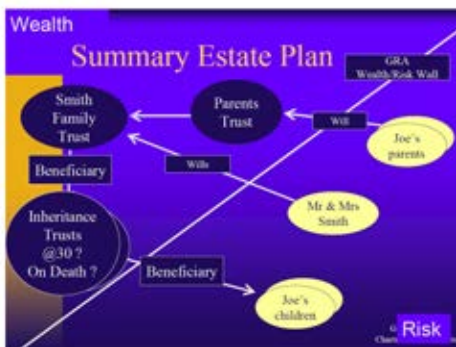 Wealth
Summary Estate Plan
GRA
Wealth/Risk Wall
Smith
Family
Trust
Parents
Trust
Will
Joe's
parents
Beneficiary
Wills
Mr & Mrs
Smith
Inheritance
Trusts
@30 ?
On Death ?
Beneficiary
Joe's
children
Risk